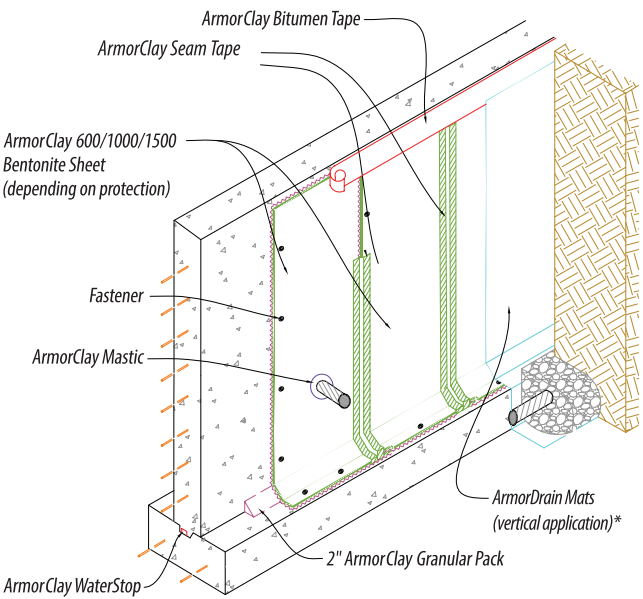 ArmorClay Bitumen Tape
ArmorClay Seam Tape
ArmorClay 600/1000/1500
Bentonite Sheet
(depending on protection)
Fastener
ArmorClay Mastic
ArmorDrain Mats
(vertical application)*
2" ArmorClay Granular Pack
ArmorClay WaterStop